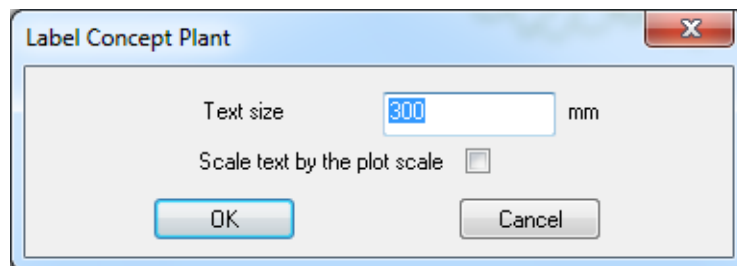 Label Concept Plant
Text size 300 mm
Scale text by the plot scale
OK Cancel